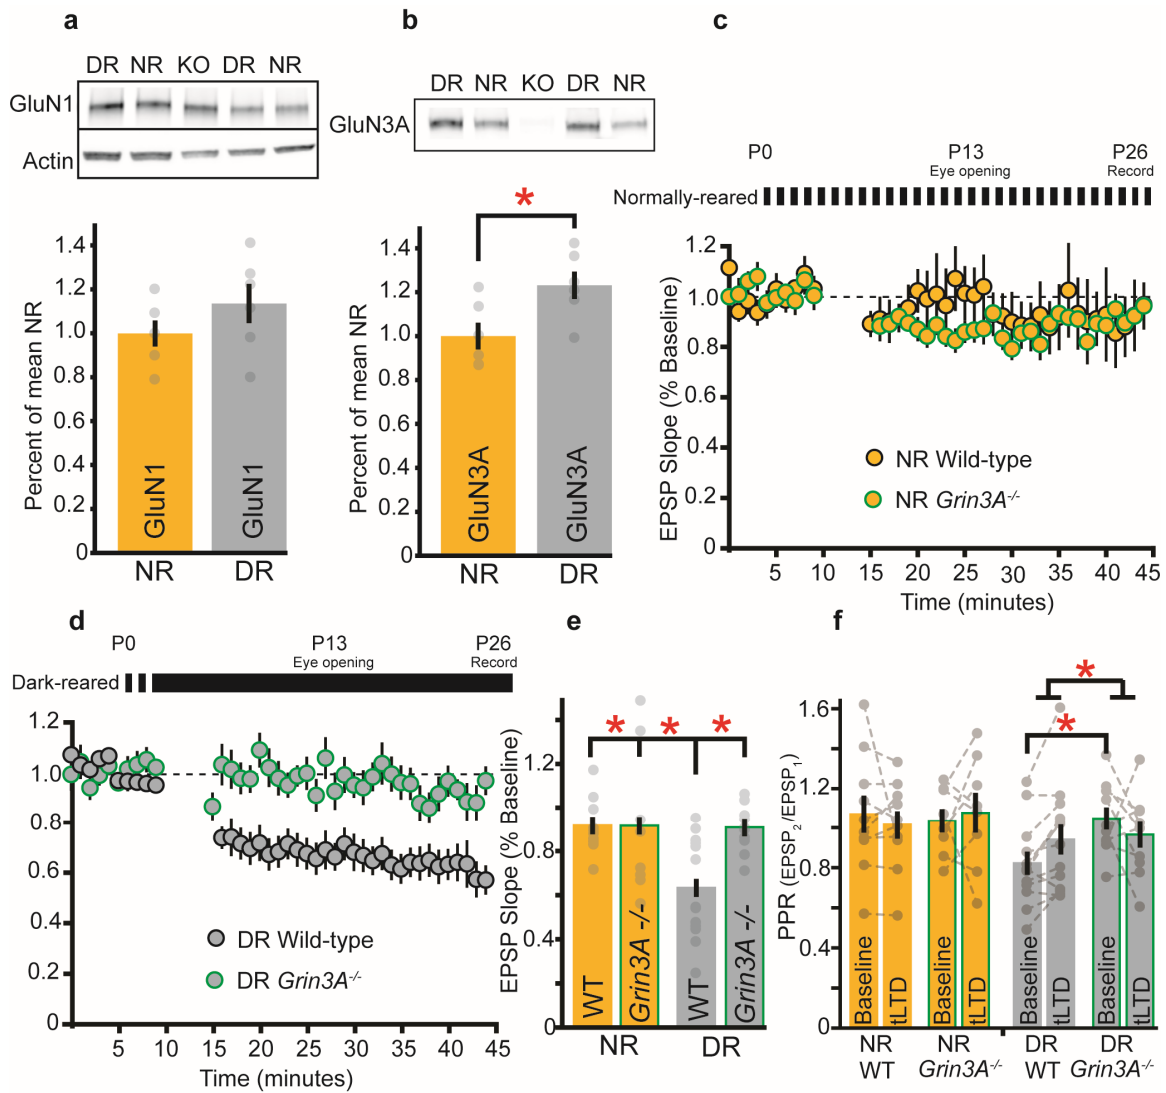 a
DR NR KO DR NR
GluN1
Actin
Percent of mean NR
1.4
1.2
1.0
0.8
0.6
0.4
0.2
0
GluN1
GluN1
NR DR
b
DR NR KO DR NR
GluN3A
*
Percent of mean NR
1.4
1.2
1.0
0.8
0.6
0.4
0.2
0
GluN3A
GluN3A
NR DR
c
P0 P13 P26
Eye opening Record
Normally-reared
EPSP Slope (% Baseline)
1.2
1.0
0.8
0.6
0.4
0.2
0
NR Wild-type
NR Grin3A-/-
5 10 15 20 25 30 35 40 45
Time (minutes)
d
P0 P13 P26
Eye opening Record
Dark-reared
1.2
1.0
0.8
0.6
0.4
0.2
0
DR Wild-type
DR Grin3A-/-
5 10 15 20 25 30 35 40 45
Time (minutes)
e
* * *
EPSP Slope (% Baseline)
1.2
0.8
0.4
0
WT
Grin3A -/-
WT
Grin3A -/-
NR DR
f
*
*
PPR (EPSP2/EPSP1)
1.6
1.2
0.8
0.4
0
Baseline
tLTD
Baseline
tLTD
Baseline
tLTD
Baseline
tLTD
NR NR DR DR
WT Grin3A-/- WT Grin3A-/-